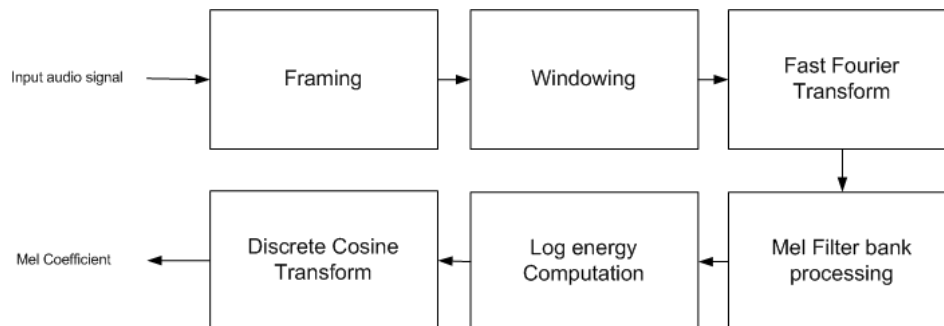 Input audio signal
Framing
Windowing
Fast Fourier
Transform
Mel Filter bank
processing
Log energy
Computation
Discrete Cosine
Transform
Mel Coefficient